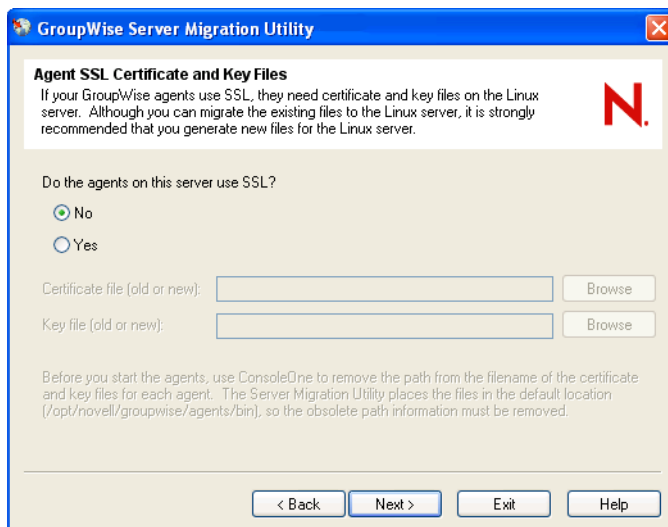 GroupWise Server Migration Utility
Agent SSL Certificate and Key Files
If your GroupWise agents use SSL, they need certificate and key files on the Linux
server. Although you can migrate the existing files to the Linux server, it is strongly
recommended that you generate new files for the Linux server.
N.
Do the agents on this server use SSL?
No
Yes
Certificate file (old or new):
Browse
Key file (old or new):
Browse
Before you start the agents, use ConsoleOne to remove the path from the filename of the certificate
and key files for each agent. The Server Migration Utility places the files in the default location
(/opt/novell/groupwise/agents/bin), so the obsolete path information must be removed.
< Back
Next >
Exit
Help